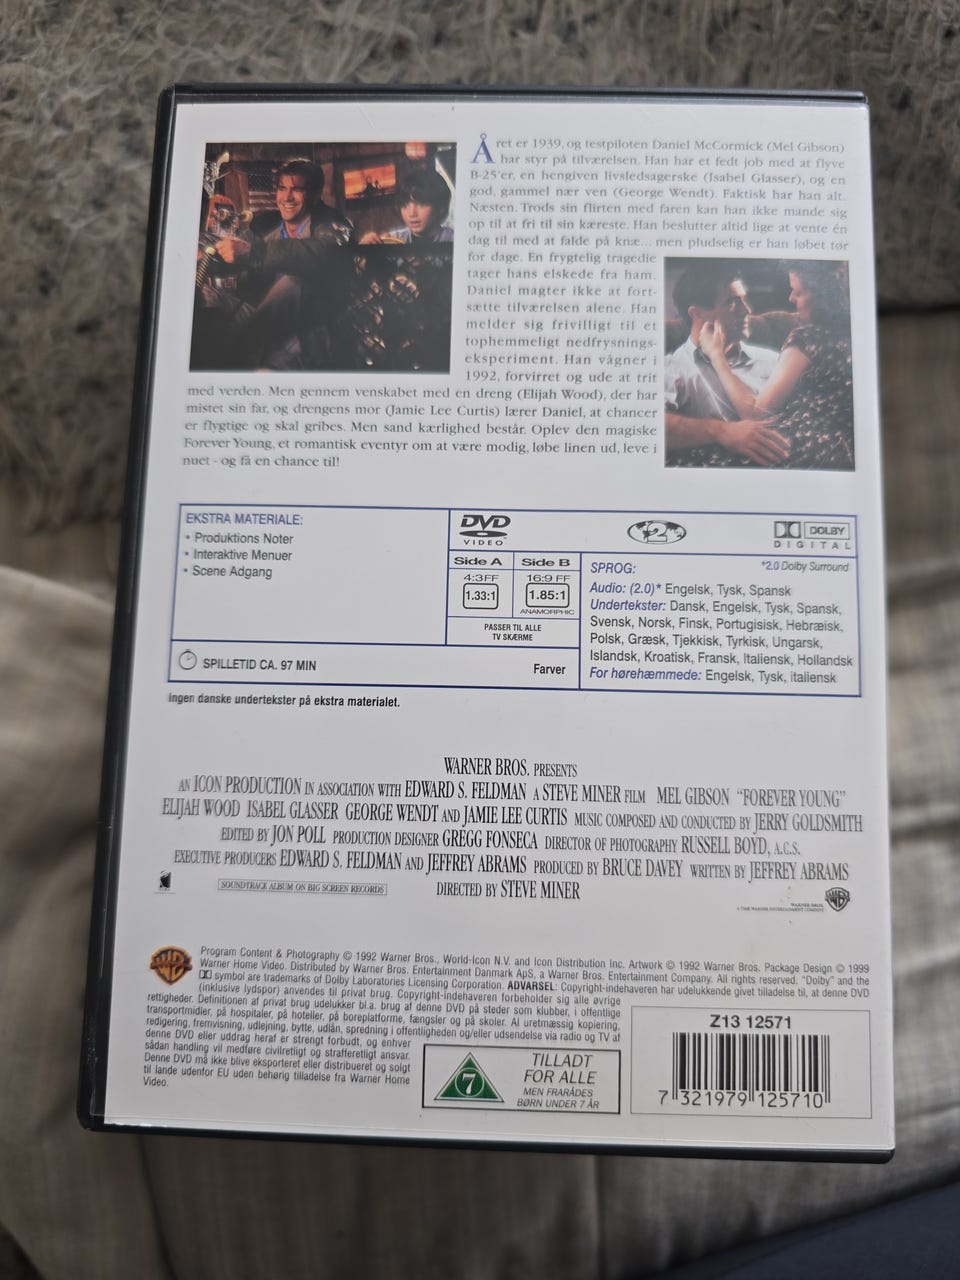 Året er 1939, og testpiloten Daniel McCormick (Mel Gibson)
har styr på tilværelsen. Han har et fedt job med at flyve
B-25'er, en hengiven livsledsagerske (Isabel Glasser), og en
god, gammel nær ven (George Wendt). Faktisk har han alt.
Næsten. Trods sin flirten med faren kan han ikke mande sig
op til at fri til sin kæreste. Han beslutter altid lige at vente én
dag til med at falde på knæ... men pludselig er han løbet tør
for dage. En frygtelig tragedie
tager hans elskede fra ham.
Daniel magter ikke at fort-
sætte tilværelsen alene. Han
melder sig frivilligt til et
tophemmeligt nedfrysnings-
eksperiment. Han vågner i
1992, forvirret og ude at trit
med verden. Men gennem venskabet med en dreng (Elijah Wood), der har
mistet sin far, og drengens mor (Jamie Lee Curtis) lærer Daniel, at chancer
er flygtige og skal gribes. Men sand kærlighed består. Oplev den magiske
Forever Young, et romantisk eventyr om at være modig, løbe linen ud, leve i
nuet - og få en chance til!
EKSTRA MATERIALE:
• Produktions Noter
• Interaktive Menuer
• Scene Adgang
SPILLETID CA. 97 MIN
Farver
DVD
VIDEO
2
DOLBY
DIGITAL
Side A
Side B
4:3FF
16:9 FF
1.33:1
1.85:1
ANAMORPHIC
PASSER TIL ALLE
TV SKÆRME
SPROG:
*2.0 Dolby Surround
Audio: (2.0)* Engelsk, Tysk, Spansk
Undertekster: Dansk, Engelsk, Tysk, Spansk,
Svensk, Norsk, Finsk, Portugisisk, Hebræisk,
Polsk, Græsk, Tjekkisk, Tyrkisk, Ungarsk,
Islandsk, Kroatisk, Fransk, Italiensk, Hollandsk
For hørehæmmede: Engelsk, Tysk, italiensk
Ingen danske undertekster på ekstra materialet.
WARNER BROS. PRESENTS
AN ICON PRODUCTION IN ASSOCIATION WITH EDWARD S. FELDMAN A STEVE MINER FILM MEL GIBSON "FOREVER YOUNG"
ELIJAH WOOD ISABEL GLASSER GEORGE WENDT AND JAMIE LEE CURTIS MUSIC COMPOSED AND CONDUCTED BY JERRY GOLDSMITH
EDITED BY JON POLL PRODUCTION DESIGNER GREGG FONSECA DIRECTOR OF PHOTOGRAPHY RUSSELL BOYD, A.C.S.
EXECUTIVE PRODUCERS EDWARD S. FELDMAN AND JEFFREY ABRAMS PRODUCED BY BRUCE DAVEY WRITTEN BY JEFFREY ABRAMS
SOUNDTRACK ALBUM ON BIG SCREEN RECORDS
DIRECTED BY STEVE MINER
WARNER BROS.
A TIME WARNER ENTERTAINMENT COMPANY
Program Content & Photography © 1992 Warner Bros., World-Icon N.V. and Icon Distribution Inc. Artwork © 1992 Warner Bros. Package Design © 1999
Warner Home Video. Distributed by Warner Bros. Entertainment Danmark ApS, a Warner Bros. Entertainment Company. All rights reserved. "Dolby" and the
symbol are trademarks of Dolby Laboratories Licensing Corporation. ADVARSEL: Copyright-indehaveren har udelukkende givet tilladelse til, at denne DVD
(inklusive lydspor) anvendes til privat brug. Copyright-indehaveren forbeholder sig alle øvrige
rettigheder. Definitionen af privat brug udelukker bl.a. brug af denne DVD på steder som klubber, i offentlige
transportmidler, på hospitaler, på hoteller, på boreplatforme, fængsler og på skoler. Al uretmæssig kopiering,
redigering, fremvisning, udlejning, bytte, udlån, spredning i offentligheden og/eller udsendelse via radio og TV af
denne DVD eller uddrag heraf er strengt forbudt, og enhver
sådan handling vil medføre civilretligt og strafferetligt ansvar.
Denne DVD må ikke blive eksporteret eller distribueret og solgt
til lande udenfor EU uden behørig tilladelse fra Warner Home
Video.
7
TILLADT
FOR ALLE
MEN FRARÅDES
BØRN UNDER 7 ÅR
Z13 12571
7 321979 125710